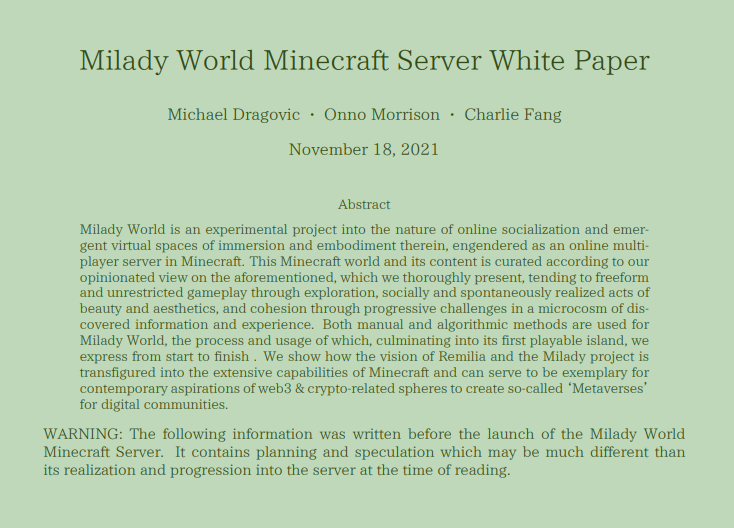 Milady World Minecraft Server White Paper
Michael Dragovic · Onno Morrison · Charlie Fang
November 18, 2021
Abstract
Milady World is an experimental project into the nature of online socialization and emer-
gent virtual spaces of immersion and embodiment therein, engendered as an online multi-
player server in Minecraft. This Minecraft world and its content is curated according to our
opinionated view on the aforementioned, which we thoroughly present, tending to freeform
and unrestricted gameplay through exploration, socially and spontaneously realized acts of
beauty and aesthetics, and cohesion through progressive challenges in a microcosm of dis-
covered information and experience. Both manual and algorithmic methods are used for
Milady World, the process and usage of which, culminating into its first playable island, we
express from start to finish . We show how the vision of Remilia and the Milady project is
transfigured into the extensive capabilities of Minecraft and can serve to be exemplary for
contemporary aspirations of web3 & crypto-related spheres to create so-called ‘Metaverses’
for digital communities.
WARNING: The following information was written before the launch of the Milady World
Minecraft Server. It contains planning and speculation which may be much different than
its realization and progression into the server at the time of reading.